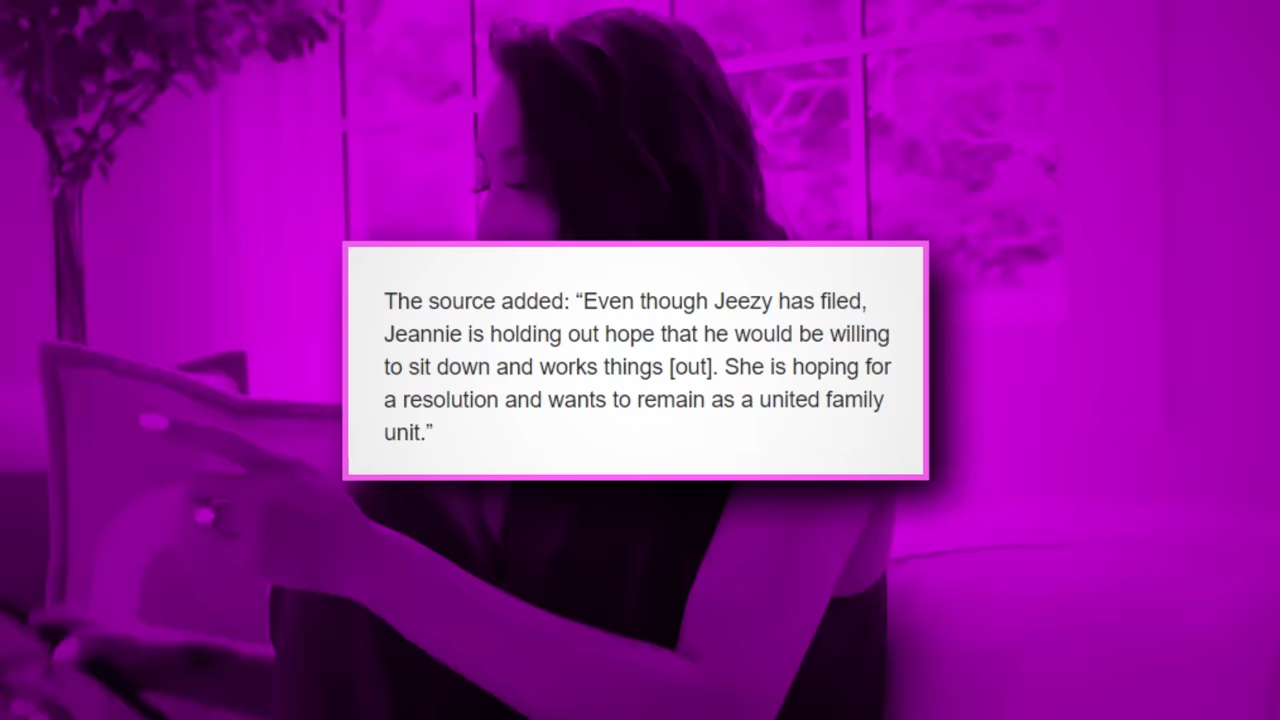 The source added: “Even though Jeezy has filed,
Jeannie is holding out hope that he would be willing
to sit down and works things [out]. She is hoping for
a resolution and wants to remain as a united family
unit.”